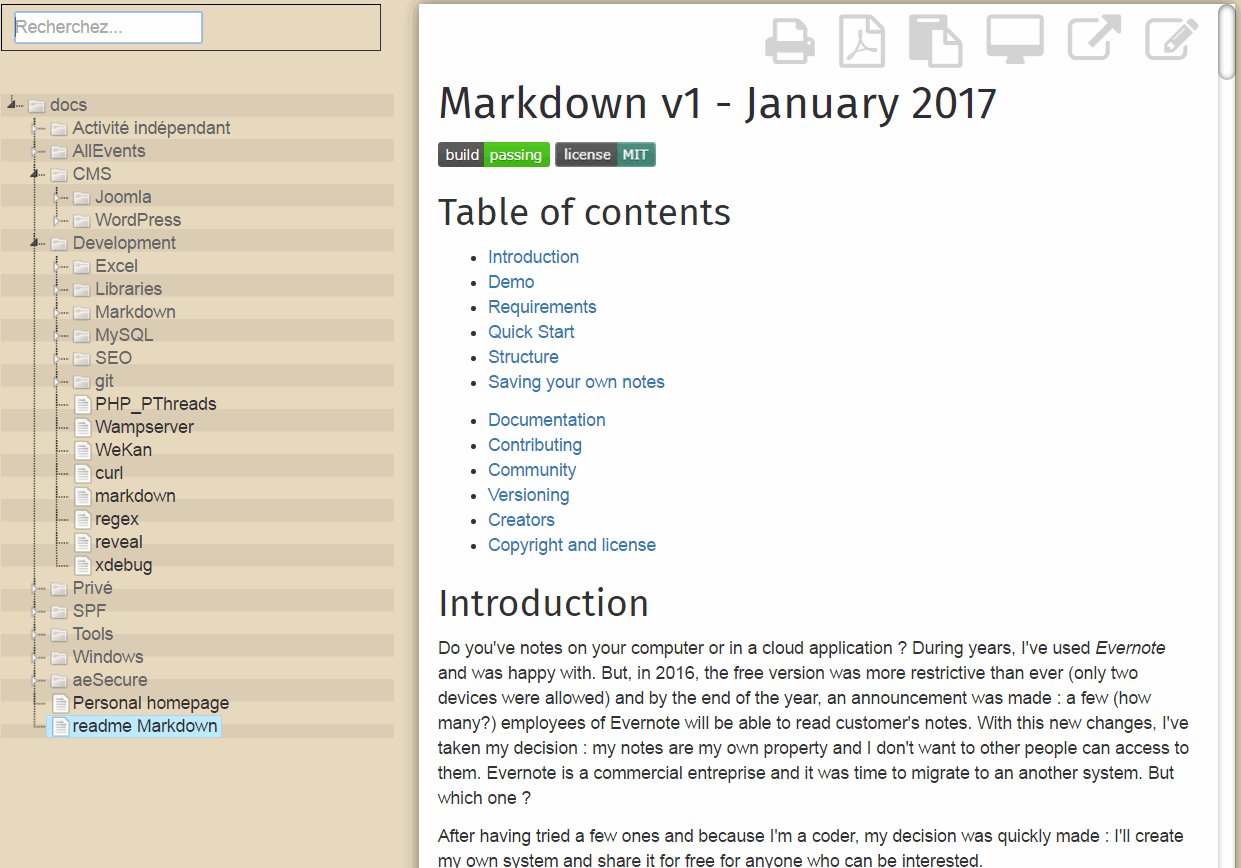 Recherchez...
docs
Activité indépendant
AllEvents
CMS
Joomla
WordPress
Development
Excel
Libraries
Markdown
MySQL
SEO
git
PHP_PThreads
Wampserver
WeKan
curl
markdown
regex
reveal
xdebug
Privé
SPF
Tools
Windows
aeSecure
Personal homepage
readme Markdown
Markdown v1 - January 2017
build passing license MIT
Table of contents
Introduction
Demo
Requirements
Quick Start
Structure
Saving your own notes
Documentation
Contributing
Community
Versioning
Creators
Copyright and license
Introduction
Do you've notes on your computer or in a cloud application ? During years, I've used Evernote
and was happy with. But, in 2016, the free version was more restrictive than ever (only two
devices were allowed) and by the end of the year, an announcement was made : a few (how
many?) employees of Evernote will be able to read customer's notes. With this new changes, I've
taken my decision : my notes are my own property and I don't want to other people can access to
them. Evernote is a commercial entreprise and it was time to migrate to an another system. But
which one ?
After having tried a few ones and because I'm a coder, my decision was quickly made : I'll create
my own system and share it for free for anyone who can be interested.